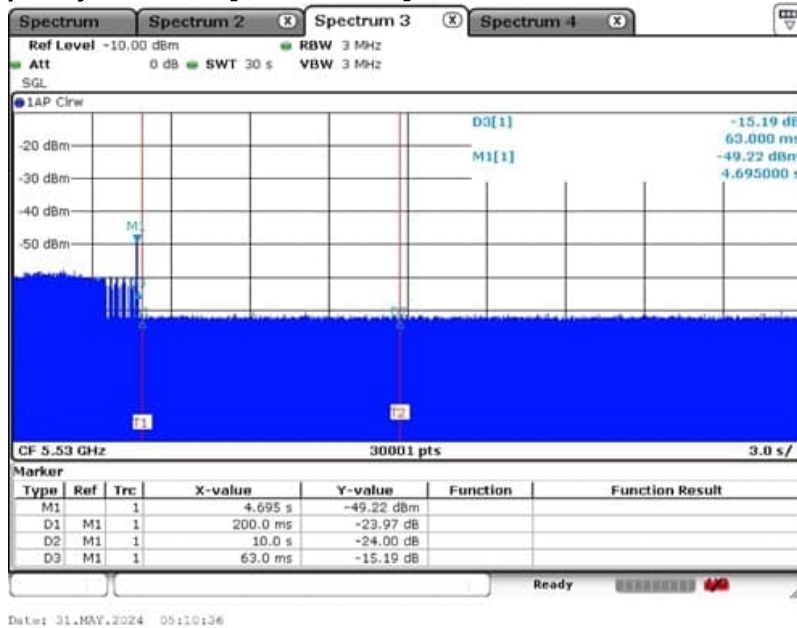 Spectrum Spectrum 2 X Spectrum 3 X Spectrum 4 X
Ref Level -10.00 dBm RBW 3 MHz
Att 0 dB SWT 30 s VBW 3 MHz
SGL
1AP Clrw
D3[1] -15.19 dB
63.000 ms
M1[1] -49.22 dBm
4.695000 s
-20 dBm
-30 dBm
-40 dBm
M1
-50 dBm
T1 T2
CF 5.53 GHz 30001 pts 3.0 s/
Marker
Type Ref Trc X-value Y-value Function Function Result
M1 1 4.695 s -49.22 dBm
D1 M1 1 200.0 ms -23.97 dB
D2 M1 1 10.0 s -24.00 dB
D3 M1 1 63.0 ms -15.19 dB
Ready
Date: 31.MAY.2024 05:10:36